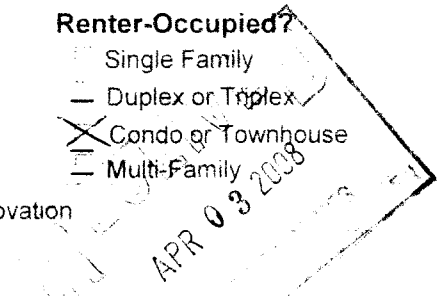 Renter-Occupied?
Single Family
Duplex or Triplex
Condo or Townhouse
Multi-Family
ovation
APR 03 2008